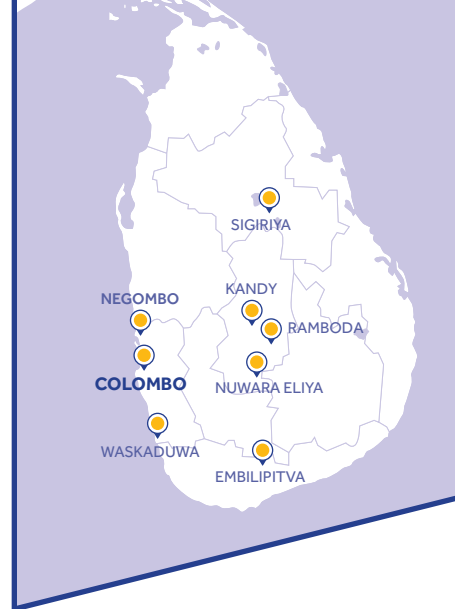 SIGIRIYA
KANDY
NEGOMBO
RAMBODA
COLOMBO
NUWARA ELIYA
WASKADUWA
EMBILIPITVA